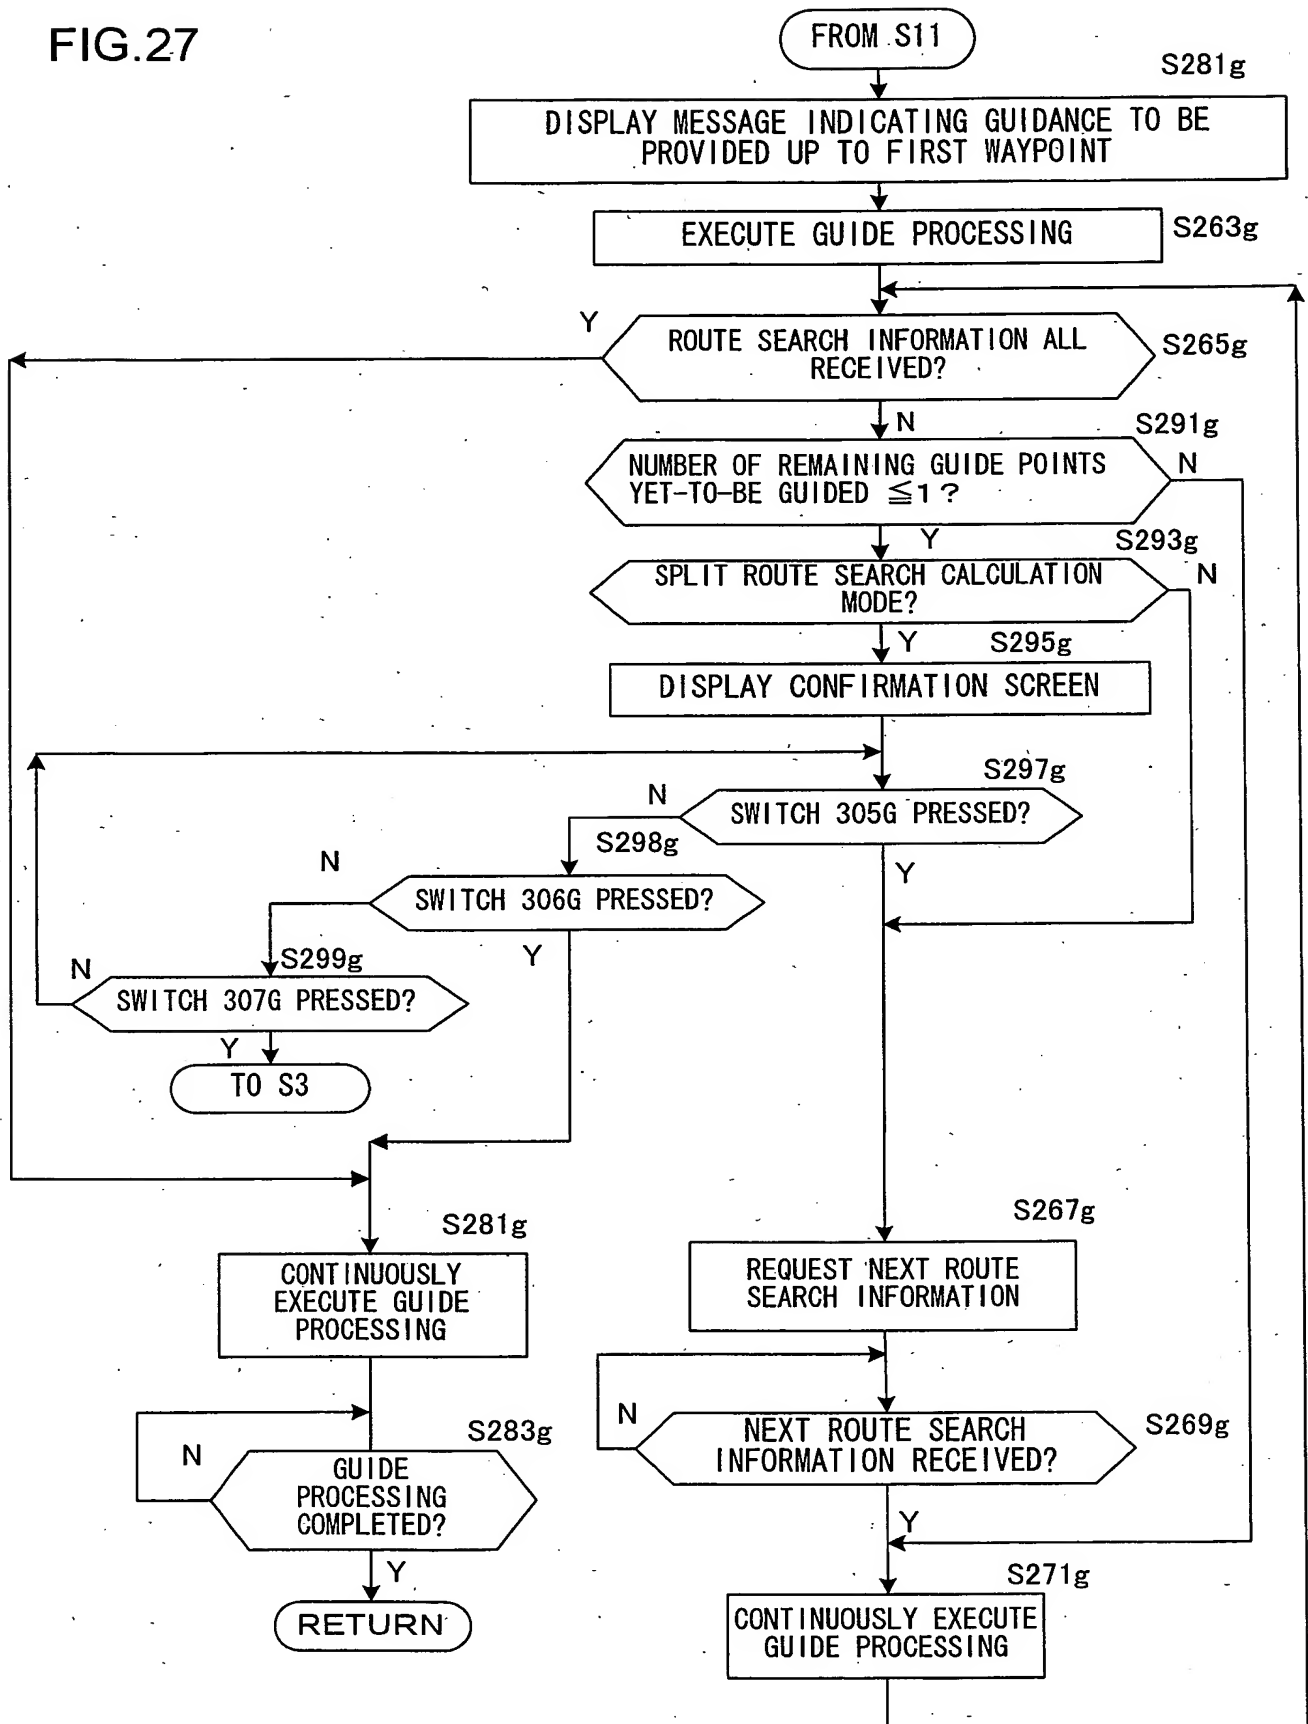 FIG.27
FROM S11
S281g
DISPLAY MESSAGE INDICATING GUIDANCE TO BE
PROVIDED UP TO FIRST WAYPOINT
EXECUTE GUIDE PROCESSING
S263g
Y
ROUTE SEARCH INFORMATION ALL
RECEIVED?
S265g
N
S291g
NUMBER OF REMAINING GUIDE POINTS
YET-TO-BE GUIDED ≦1?
N
Y
S293g
SPLIT ROUTE SEARCH CALCULATION
MODE?
N
Y
S295g
DISPLAY CONFIRMATION SCREEN
S297g
N
SWITCH 305G PRESSED?
Y
S298g
N
SWITCH 306G PRESSED?
Y
S299g
N
SWITCH 307G PRESSED?
Y
TO S3
S281g
CONTINUOUSLY
EXECUTE GUIDE
PROCESSING
S267g
REQUEST NEXT ROUTE
SEARCH INFORMATION
S283g
N
GUIDE
PROCESSING
COMPLETED?
Y
RETURN
N
NEXT ROUTE SEARCH
INFORMATION RECEIVED?
S269g
Y
S271g
CONTINUOUSLY EXECUTE
GUIDE PROCESSING